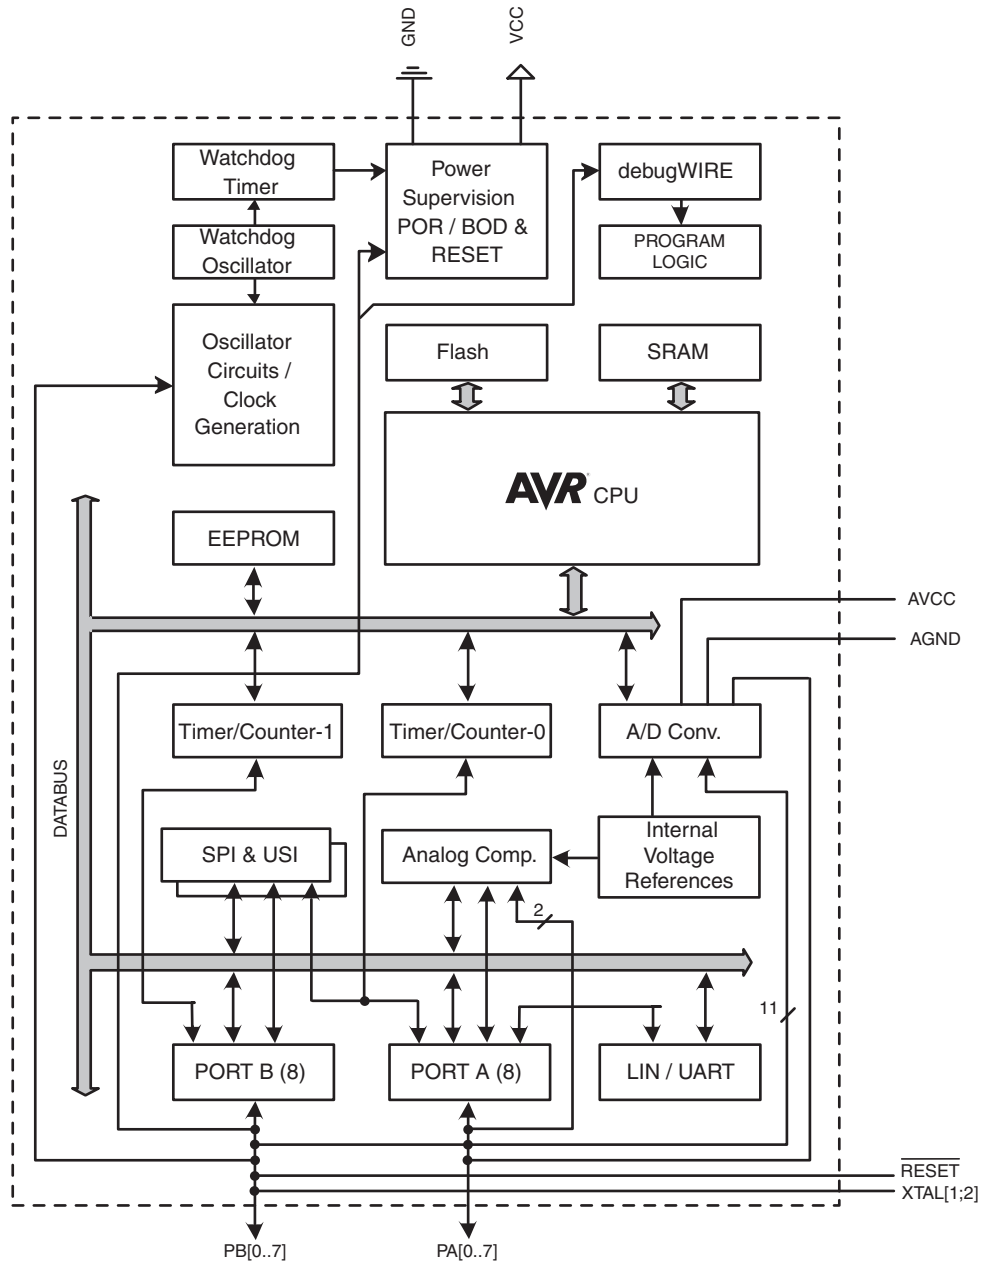 GND
VCC
Watchdog
Timer
Power
Supervision
POR / BOD &
RESET
debugWIRE
Watchdog
Oscillator
PROGRAM
LOGIC
Oscillator
Circuits /
Clock
Generation
Flash
SRAM
AVR® CPU
EEPROM
AVCC
AGND
Timer/Counter-1
Timer/Counter-0
A/D Conv.
DATABUS
SPI & USI
Analog Comp.
Internal
Voltage
References
2
11
PORT B (8)
PORT A (8)
LIN / UART
RESET
XTAL[1;2]
PB[0..7]
PA[0..7]